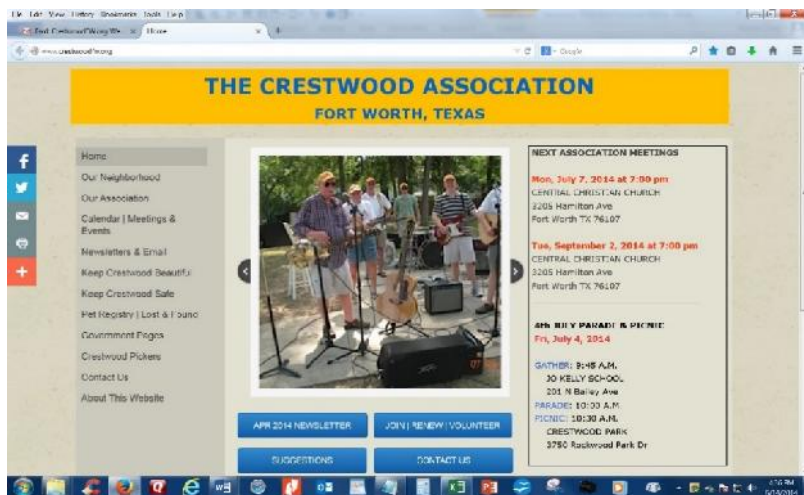 Home
www.crestwoodfw.org
Google
THE CRESTWOOD ASSOCIATION
FORT WORTH, TEXAS
Home
Our Neighborhood
Our Association
Calendar | Meetings &
Events
Newsletters & Email
Keep Crestwood Beautiful
Keep Crestwood Safe
Pet Registry | Lost & Found
Government Pages
Crestwood Pickers
Contact Us
About This Website
APR 2014 NEWSLETTER
JOIN | RENEW | VOLUNTEER
SUGGESTIONS
CONTACT US
NEXT ASSOCIATION MEETINGS
Mon, July 7, 2014 at 7:00 pm
CENTRAL CHRISTIAN CHURCH
3205 Hamilton Ave
Fort Worth TX 76107
Tue, September 2, 2014 at 7:00 pm
CENTRAL CHRISTIAN CHURCH
3205 Hamilton Ave
Fort Worth TX 76107
4th JULY PARADE & PICNIC
Fri, July 4, 2014
GATHER: 9:45 A.M.
JO KELLY SCHOOL
201 N Bailey Ave
PARADE: 10:00 A.M.
PICNIC: 10:30 A.M.
CRESTWOOD PARK
3750 Rockwood Park Dr